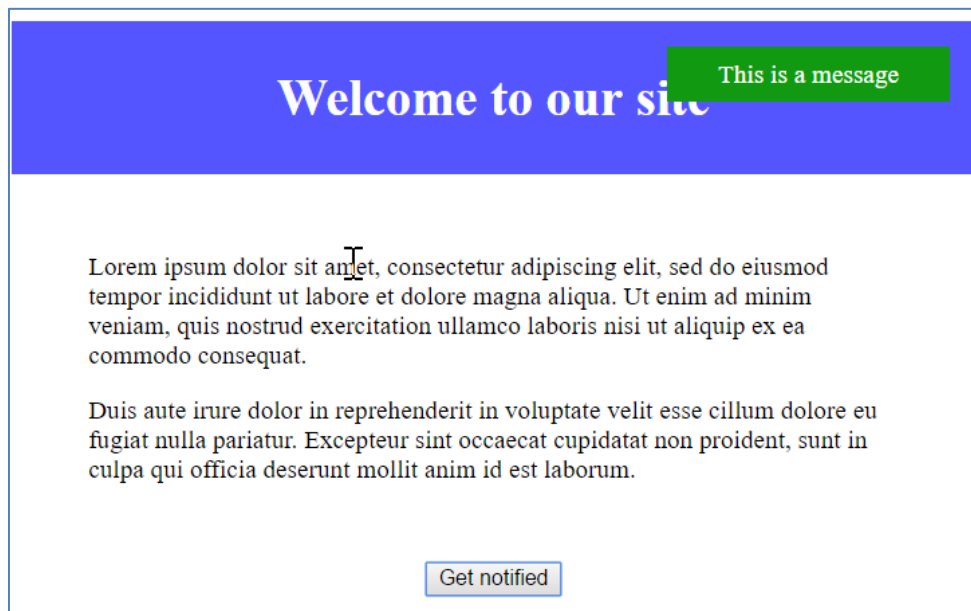 This is a message
Welcome to our site
Lorem ipsum dolor sit amet, consectetur adipiscing elit, sed do eiusmod
tempor incididunt ut labore et dolore magna aliqua. Ut enim ad minim
veniam, quis nostrud exercitation ullamco laboris nisi ut aliquip ex ea
commodo consequat.
Duis aute irure dolor in reprehenderit in voluptate velit esse cillum dolore eu
fugiat nulla pariatur. Excepteur sint occaecat cupidatat non proident, sunt in
culpa qui officia deserunt mollit anim id est laborum.
Get notified